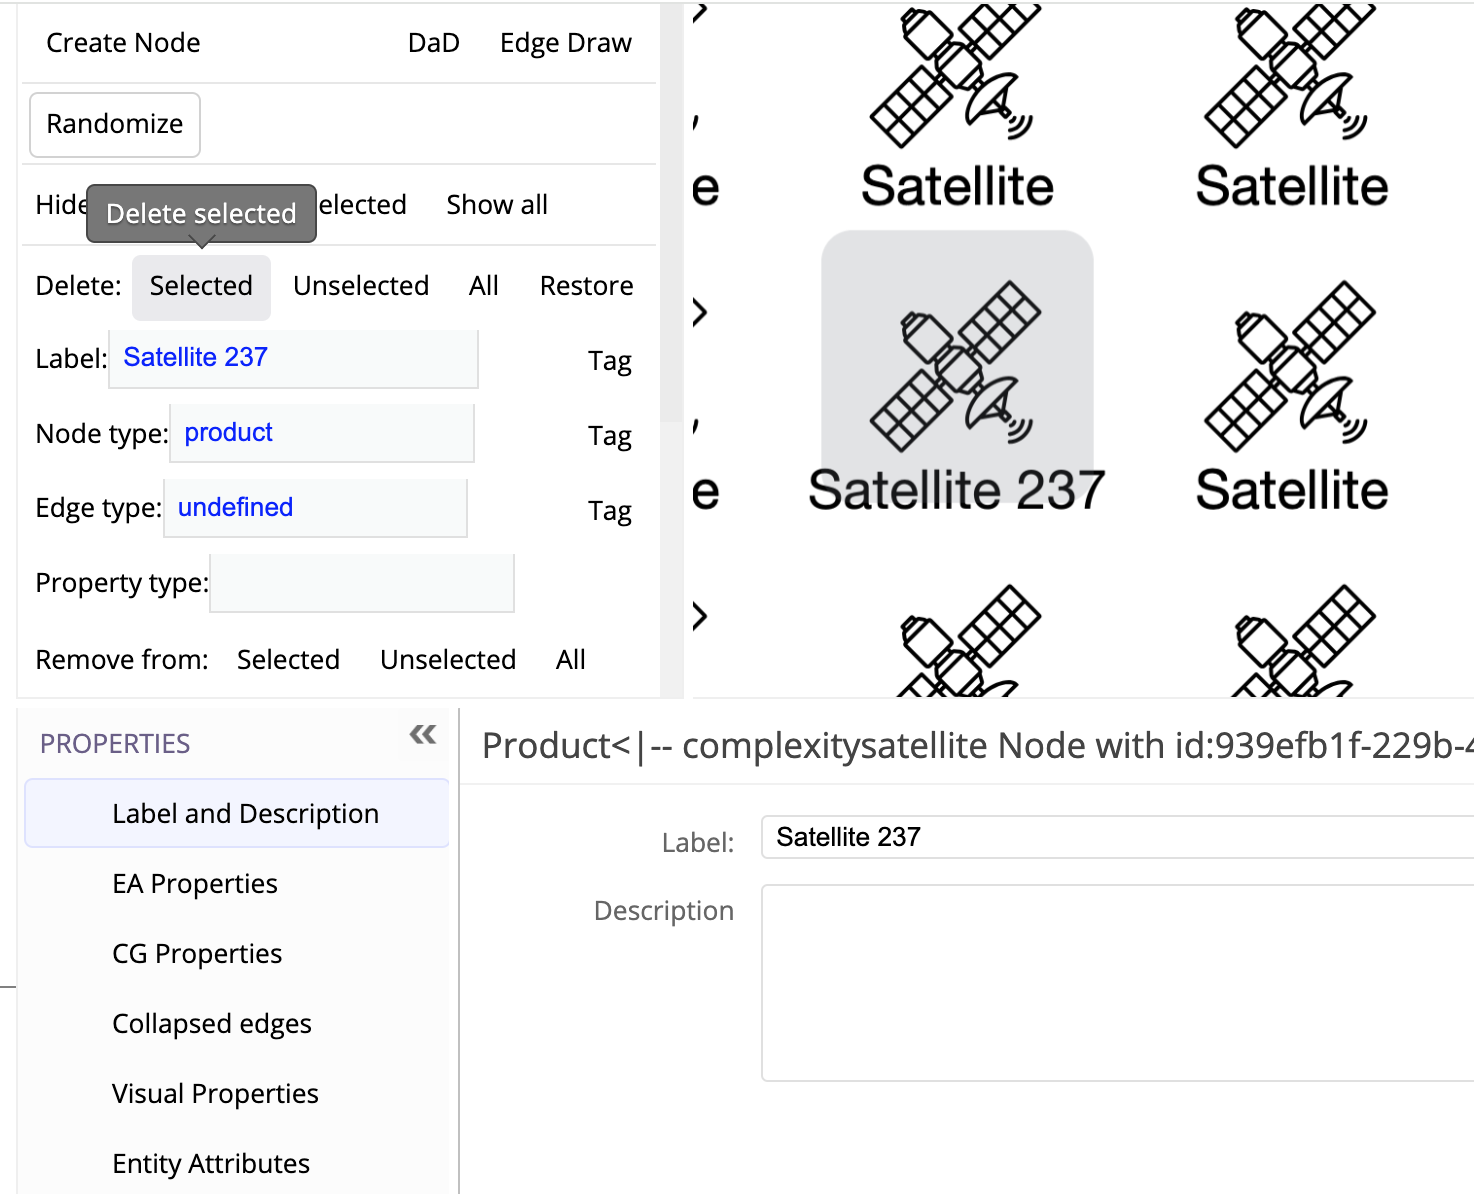 Create Node DaD Edge Draw
Randomize
Hide elected Show all
Delete selected
Delete: Selected Unselected All Restore
Label: Satellite 237 Tag
Node type: product Tag
Edge type: undefined Tag
Property type:
Remove from: Selected Unselected All
Satellite Satellite
e
e Satellite 237 Satellite
PROPERTIES
Label and Description
EA Properties
CG Properties
Collapsed edges
Visual Properties
Entity Attributes
Product<|-- complexitysatellite Node with id:939efb1f-229b-4
Label: Satellite 237
Description